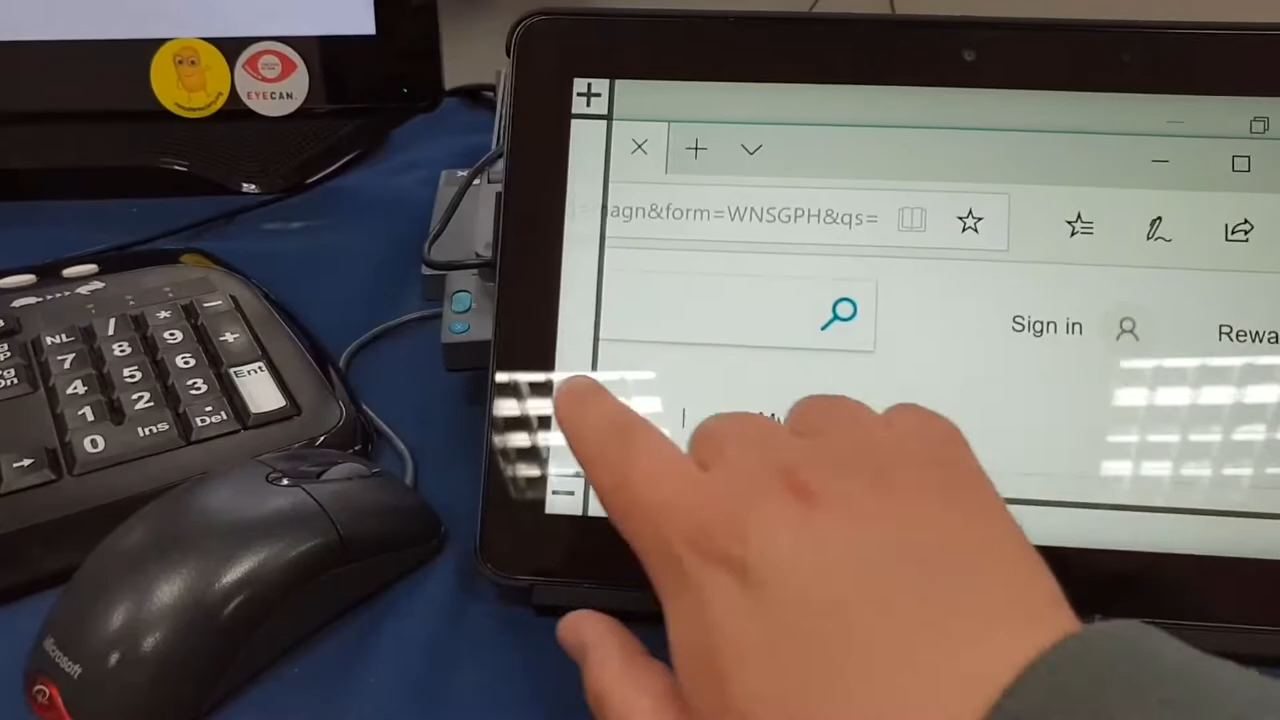 EYECAN.
agn&form=WNSGPH&qs=
Sign in
Rewa
NL / * -
7 8 9 +
4 5 6
1 2 3 Ent
0 Ins Del
Microsoft